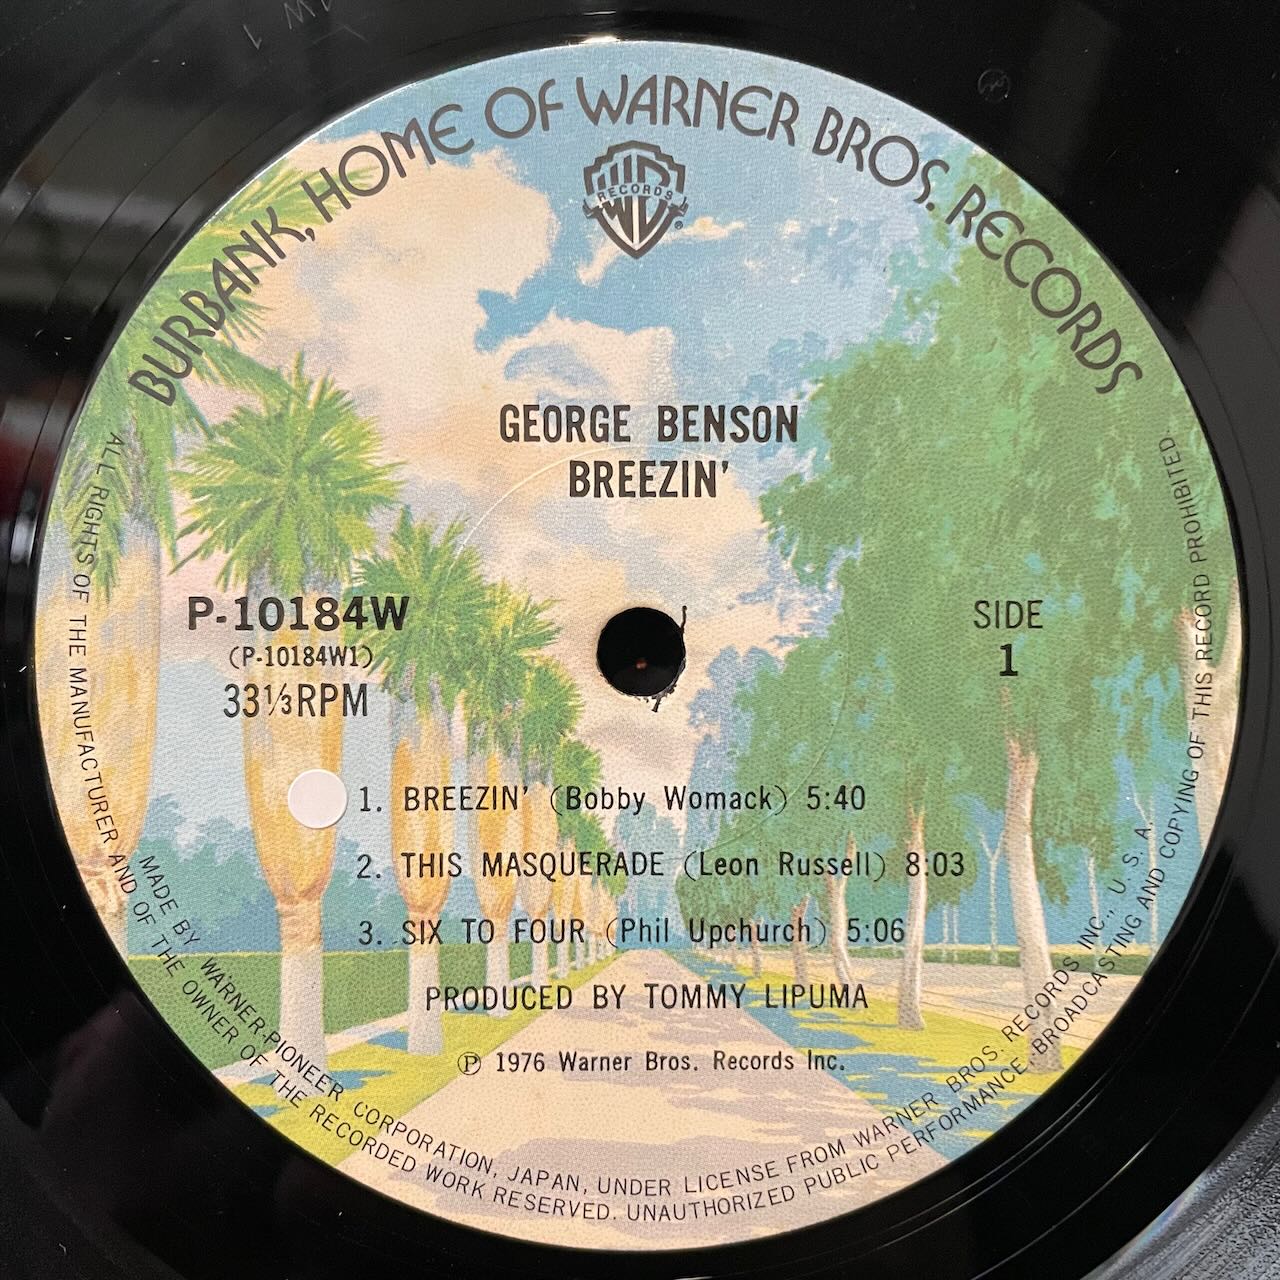 BURBANK, HOME OF WARNER BROS. RECORDS
WB
RECORDS
®
GEORGE BENSON
BREEZIN'
P-10184W
(P-10184W1)
33 1/3 RPM
SIDE
1
1. BREEZIN' (Bobby Womack) 5:40
2. THIS MASQUERADE (Leon Russell) 8:03
3. SIX TO FOUR (Phil Upchurch) 5:06
PRODUCED BY TOMMY LIPUMA
Ⓟ 1976 Warner Bros. Records Inc.
MADE BY WARNER-PIONEER CORPORATION, JAPAN, UNDER LICENSE FROM WARNER BROS. RECORDS INC., U. S. A.
ALL RIGHTS OF THE MANUFACTURER AND OF THE OWNER OF THE RECORDED WORK RESERVED. UNAUTHORIZED PUBLIC PERFORMANCE, BROADCASTING AND COPYING OF THIS RECORD PROHIBITED